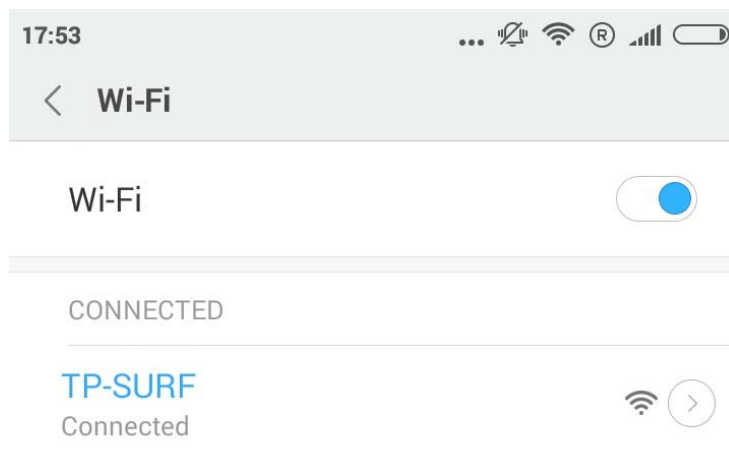 17:53
... ®
Wi-Fi
Wi-Fi
CONNECTED
TP-SURF
Connected